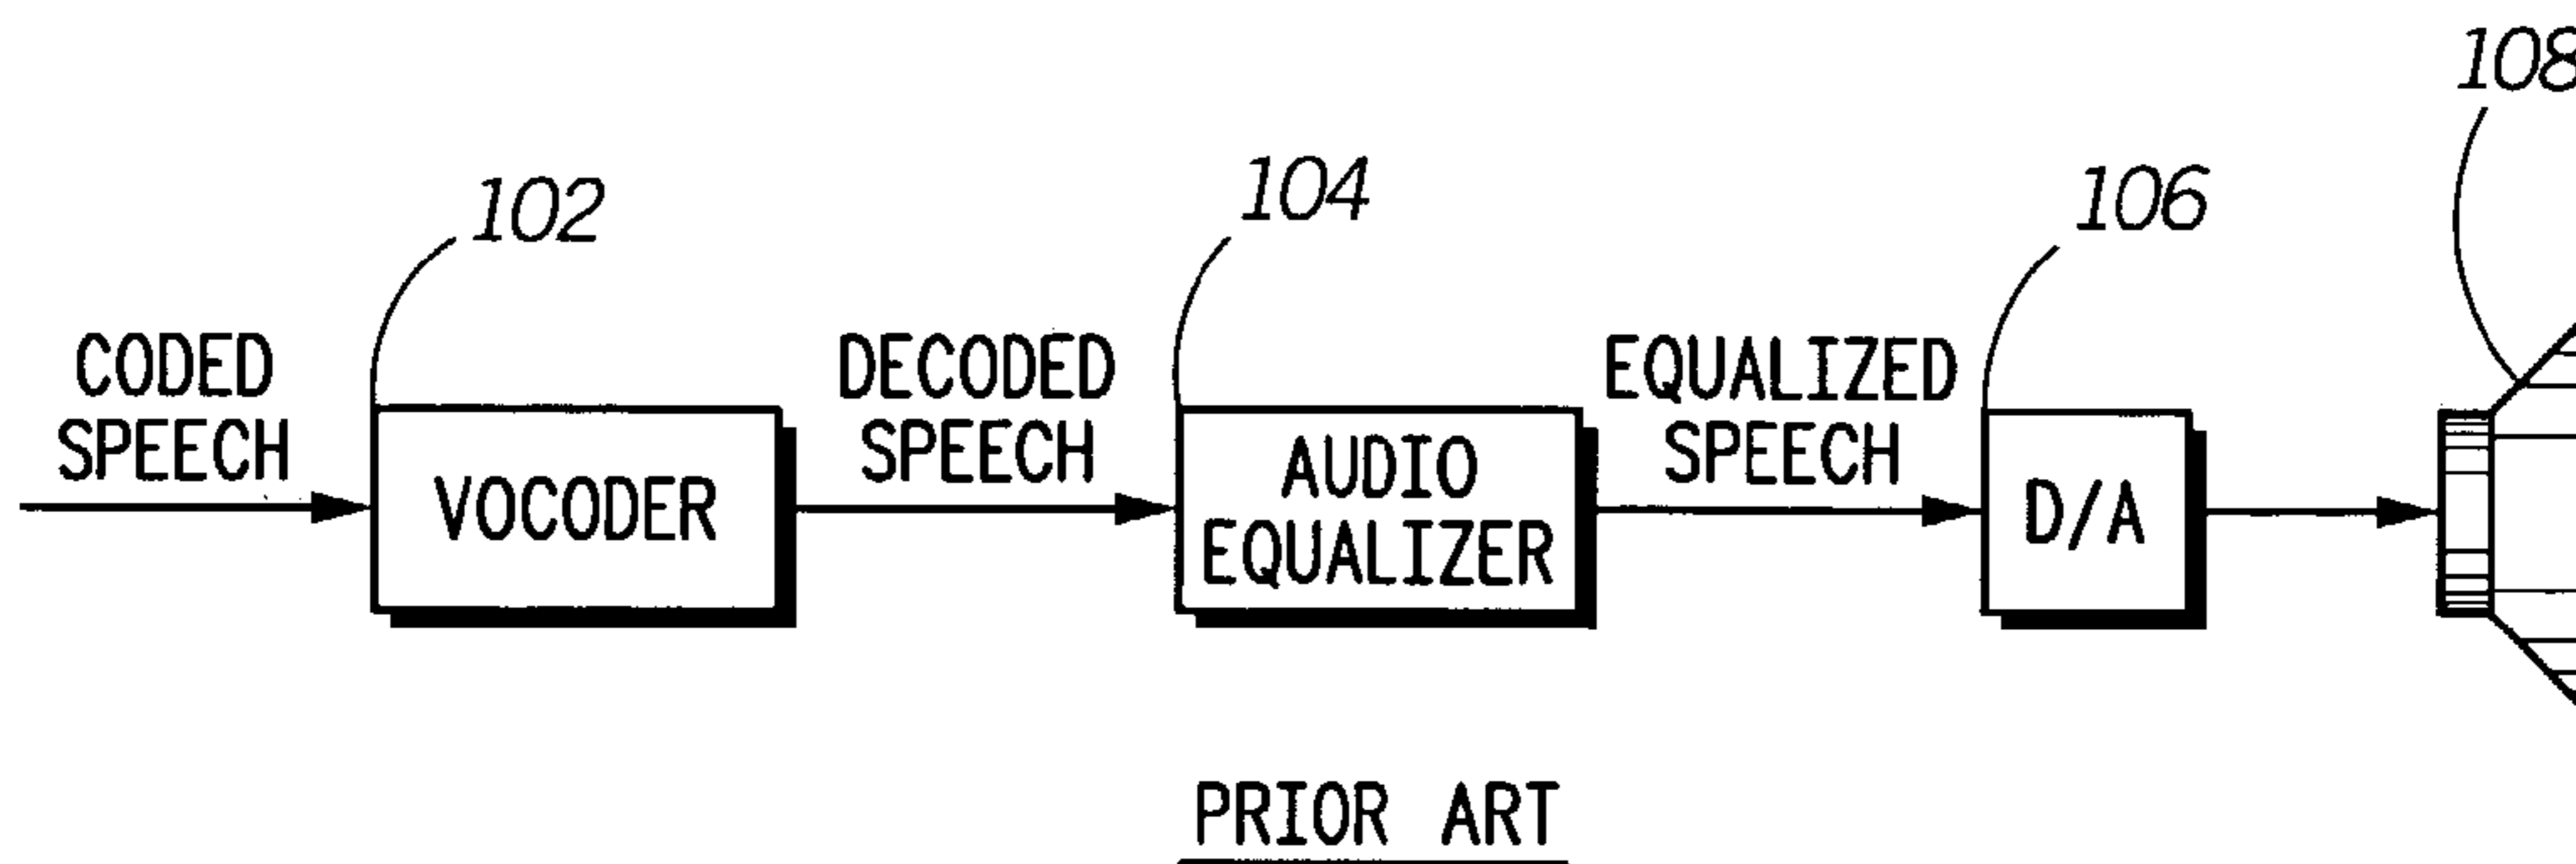 108
102
104
106
CODED
SPEECH
DECODED
SPEECH
EQUALIZED
SPEECH
VOCODER
AUDIO
EQUALIZER
D/A
PRIOR ART